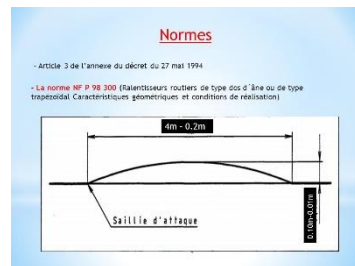 Normes
- Article 3 de l'annexe du décret du 27 mai 1994
- La norme NF P 98 300 (Ralentisseurs routiers de type dos d´âne ou de type
trapézoïdal Caractéristiques géométriques et conditions de réalisation)
4m - 0.2m
Saillie d'attaque
0.10m-0.01m